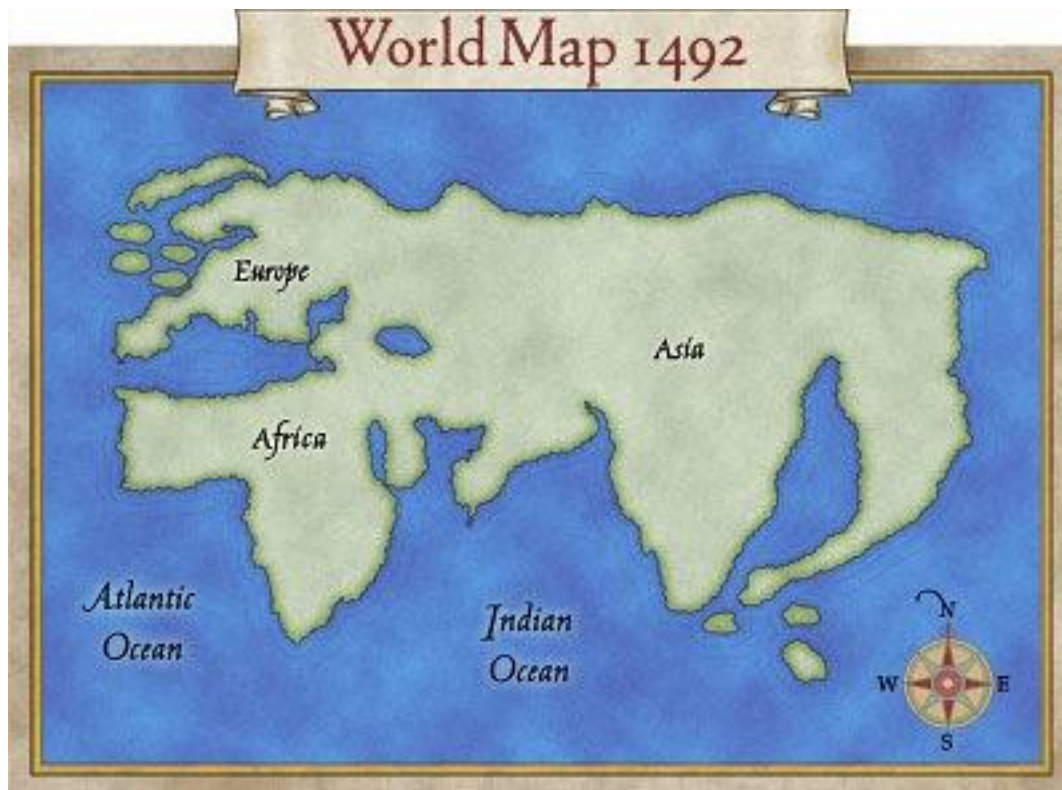 World Map 1492
Europe
Asia
Africa
Atlantic
Ocean
Indian
Ocean
N
W E
S